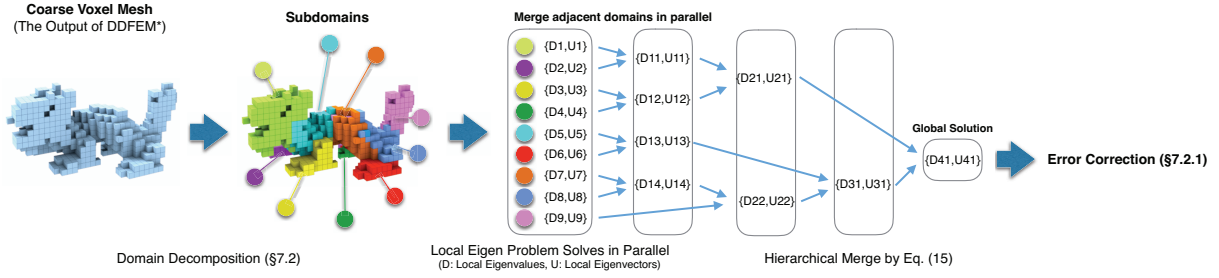 Coarse Voxel Mesh
(The Output of DDFEM*)
Subdomains
Merge adjacent domains in parallel
{D1,U1}
{D2,U2}
{D3,U3}
{D4,U4}
{D5,U5}
{D6,U6}
{D7,U7}
{D8,U8}
{D9,U9}
{D11,U11}
{D12,U12}
{D13,U13}
{D14,U14}
{D21,U21}
{D22,U22}
{D31,U31}
Global Solution
{D41,U41}
Error Correction (§7.2.1)
Domain Decomposition (§7.2)
Local Eigen Problem Solves in Parallel
(D: Local Eigenvalues, U: Local Eigenvectors)
Hierarchical Merge by Eq. (15)